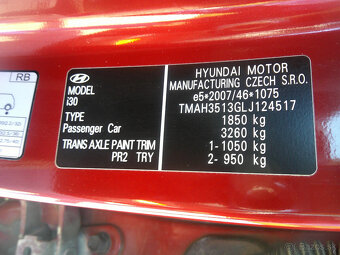 RB
HYUNDAI
MODEL
i30
TYPE
Passenger Car
TRANS AXLE PAINT TRIM
PR2 TRY
HYUNDAI MOTOR
MANUFACTURING CZECH S.R.O.
e5*2007/46*1075
TMAH3513GLJ124517
1850 kg
3260 kg
1-1050 kg
2- 950 kg